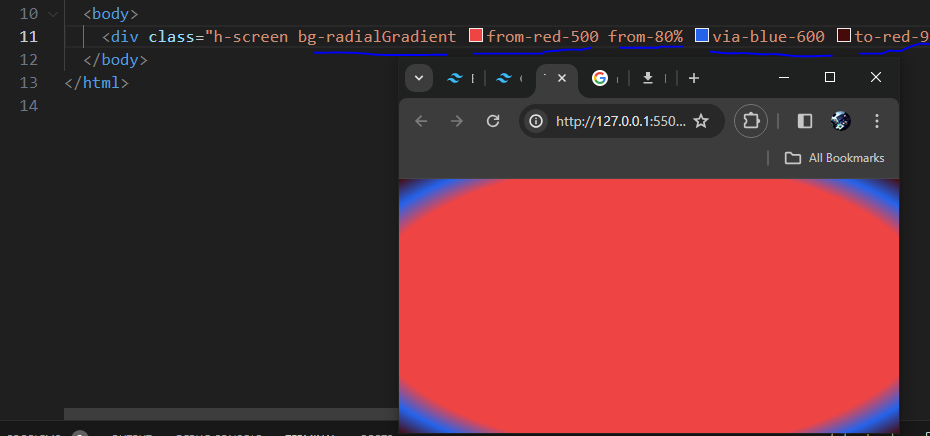 10 <body>
11 <div class="h-screen bg-radialGradient from-red-500 from-80% via-blue-600 to-red-9
12 </body>
13 </html>
14
http://127.0.0.1:550...
All Bookmarks